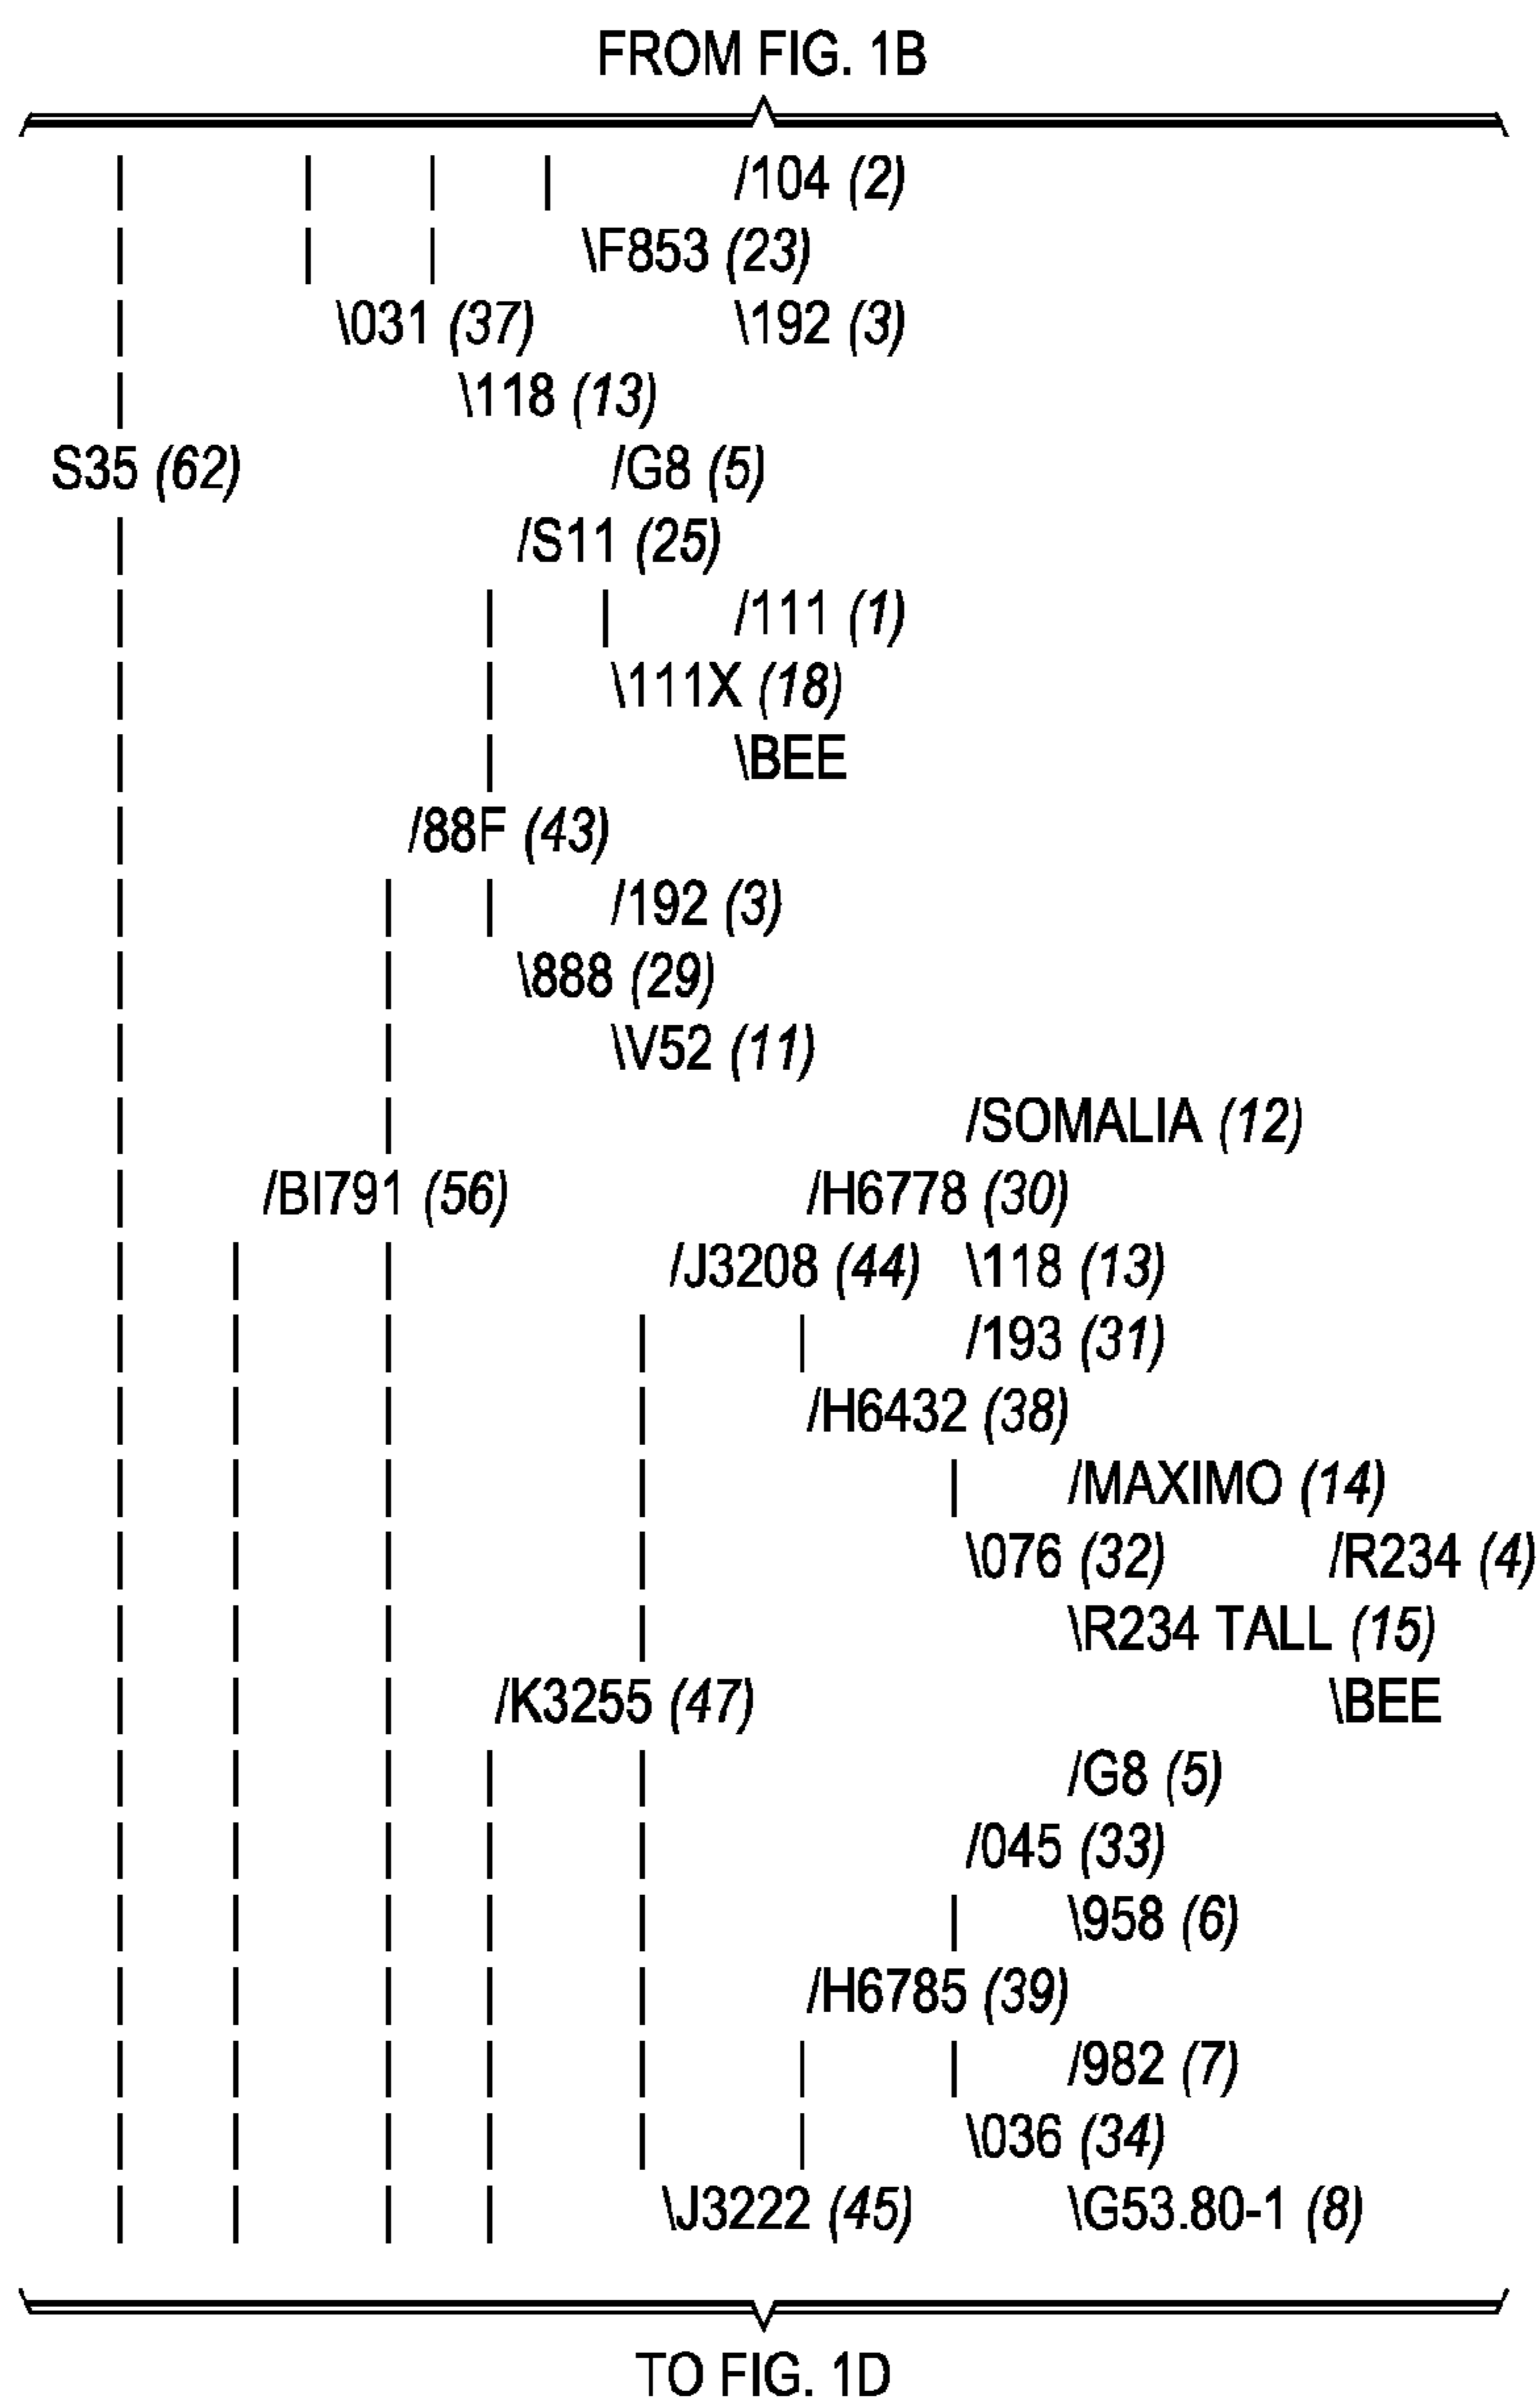 FROM FIG. 1B
| | | | /104 (2)
| | | \F853 (23)
| \031 (37) \192 (3)
| \118 (13)
S35 (62) /G8 (5)
| /S11 (25)
| | | /111 (1)
| | \111X (18)
| | \BEE
| /88F (43)
| | | /192 (3)
| | \888 (29)
| | \V52 (11)
| | /SOMALIA (12)
| /BI791 (56) /H6778 (30)
| | | /J3208 (44) \118 (13)
| | | | | /193 (31)
| | | | /H6432 (38)
| | | | | /MAXIMO (14)
| | | | \076 (32) /R234 (4)
| | | | \R234 TALL (15)
| | | /K3255 (47) \BEE
| | | | | /G8 (5)
| | | | | /045 (33)
| | | | | | \958 (6)
| | | | | /H6785 (39)
| | | | | | | /982 (7)
| | | | | | \036 (34)
| | | | \J3222 (45) \G53.80-1 (8)
TO FIG. 1D